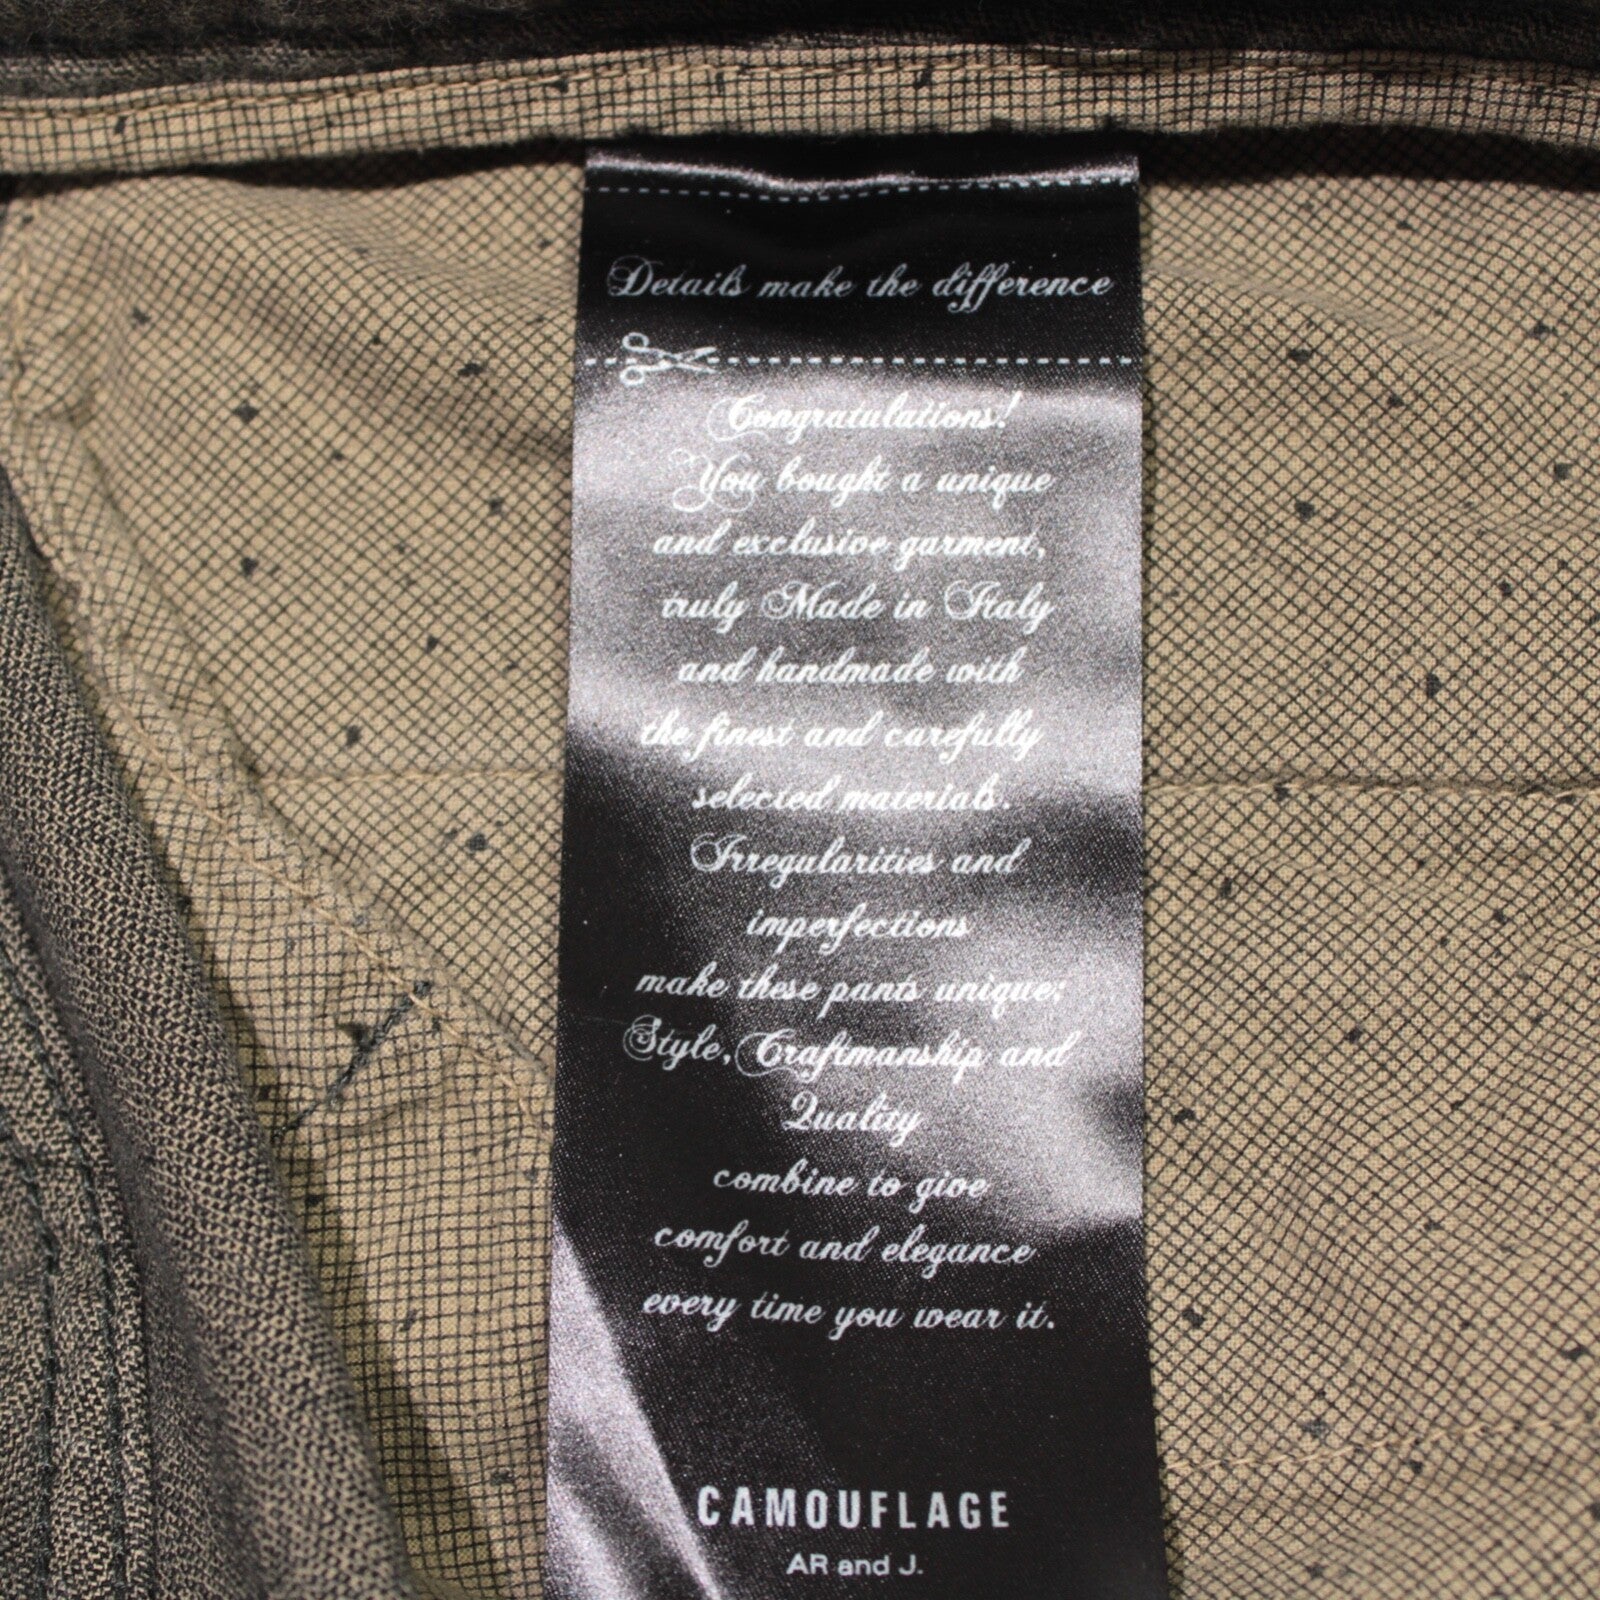 Details make the difference
Congratulations!
You bought a unique
and exclusive garment,
truly Made in Italy
and handmade with
the finest and carefully
selected materials.
Irregularities and
imperfections
make these pants unique;
Style, Craftmanship and
Quality
combine to give
comfort and elegance
every time you wear it.
CAMOUFLAGE
AR and J.